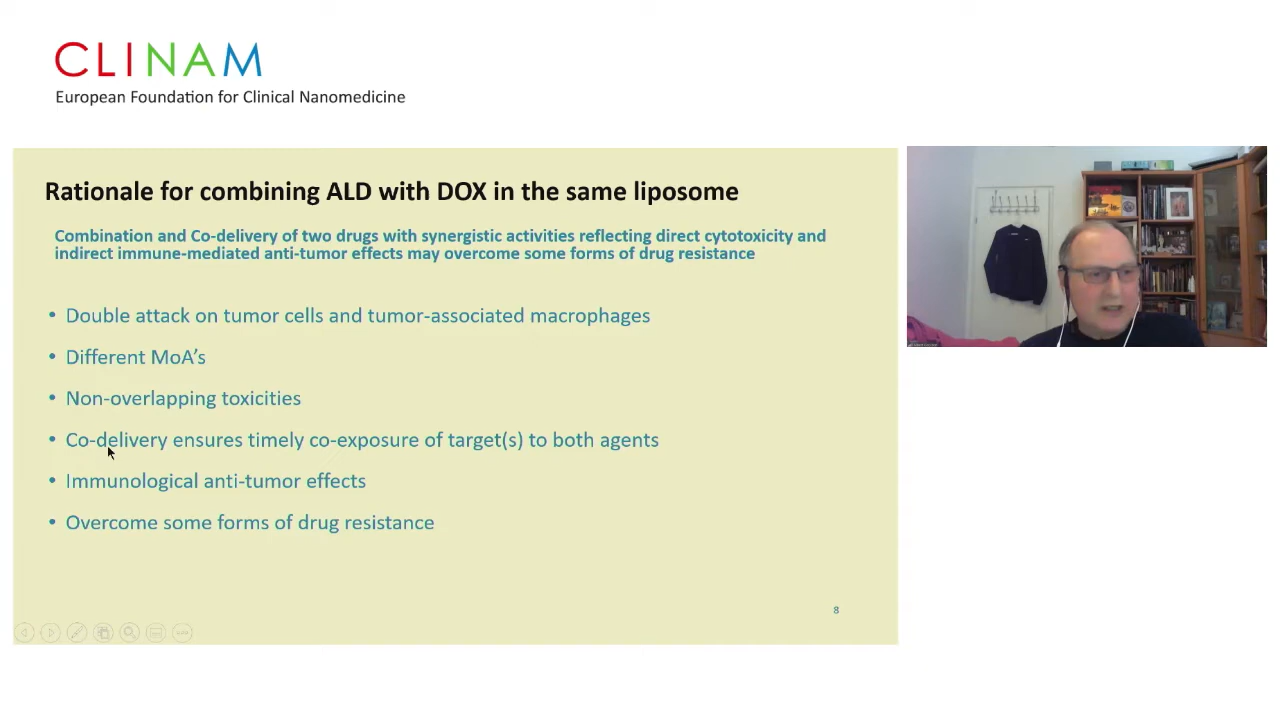 CLINAM
European Foundation for Clinical Nanomedicine
Rationale for combining ALD with DOX in the same liposome
Combination and Co-delivery of two drugs with synergistic activities reflecting direct cytotoxicity and
indirect immune-mediated anti-tumor effects may overcome some forms of drug resistance
• Double attack on tumor cells and tumor-associated macrophages
• Different MoA’s
• Non-overlapping toxicities
• Co-delivery ensures timely co-exposure of target(s) to both agents
• Immunological anti-tumor effects
• Overcome some forms of drug resistance
8